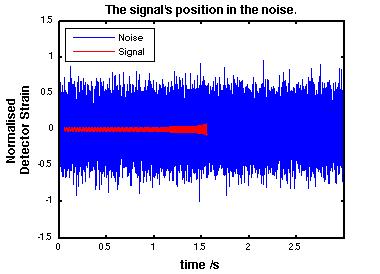 The signal's position in the noise.
Noise
Signal
Normalised
Detector Strain
1.5
1
0.5
0
-0.5
-1
-1.5
0
0.5
1
1.5
2
2.5
time /s